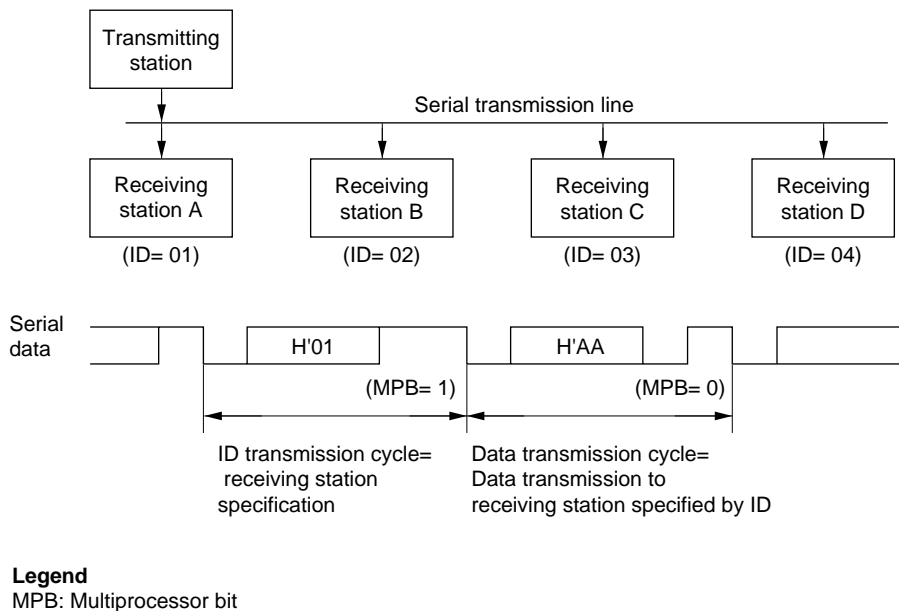 Transmitting
station
Serial transmission line
Receiving
station A
Receiving
station B
Receiving
station C
Receiving
station D
(ID= 01)
(ID= 02)
(ID= 03)
(ID= 04)
Serial
data
H'01
H'AA
(MPB= 1)
(MPB= 0)
ID transmission cycle=
receiving station
specification
Data transmission cycle=
Data transmission to
receiving station specified by ID
Legend
MPB: Multiprocessor bit